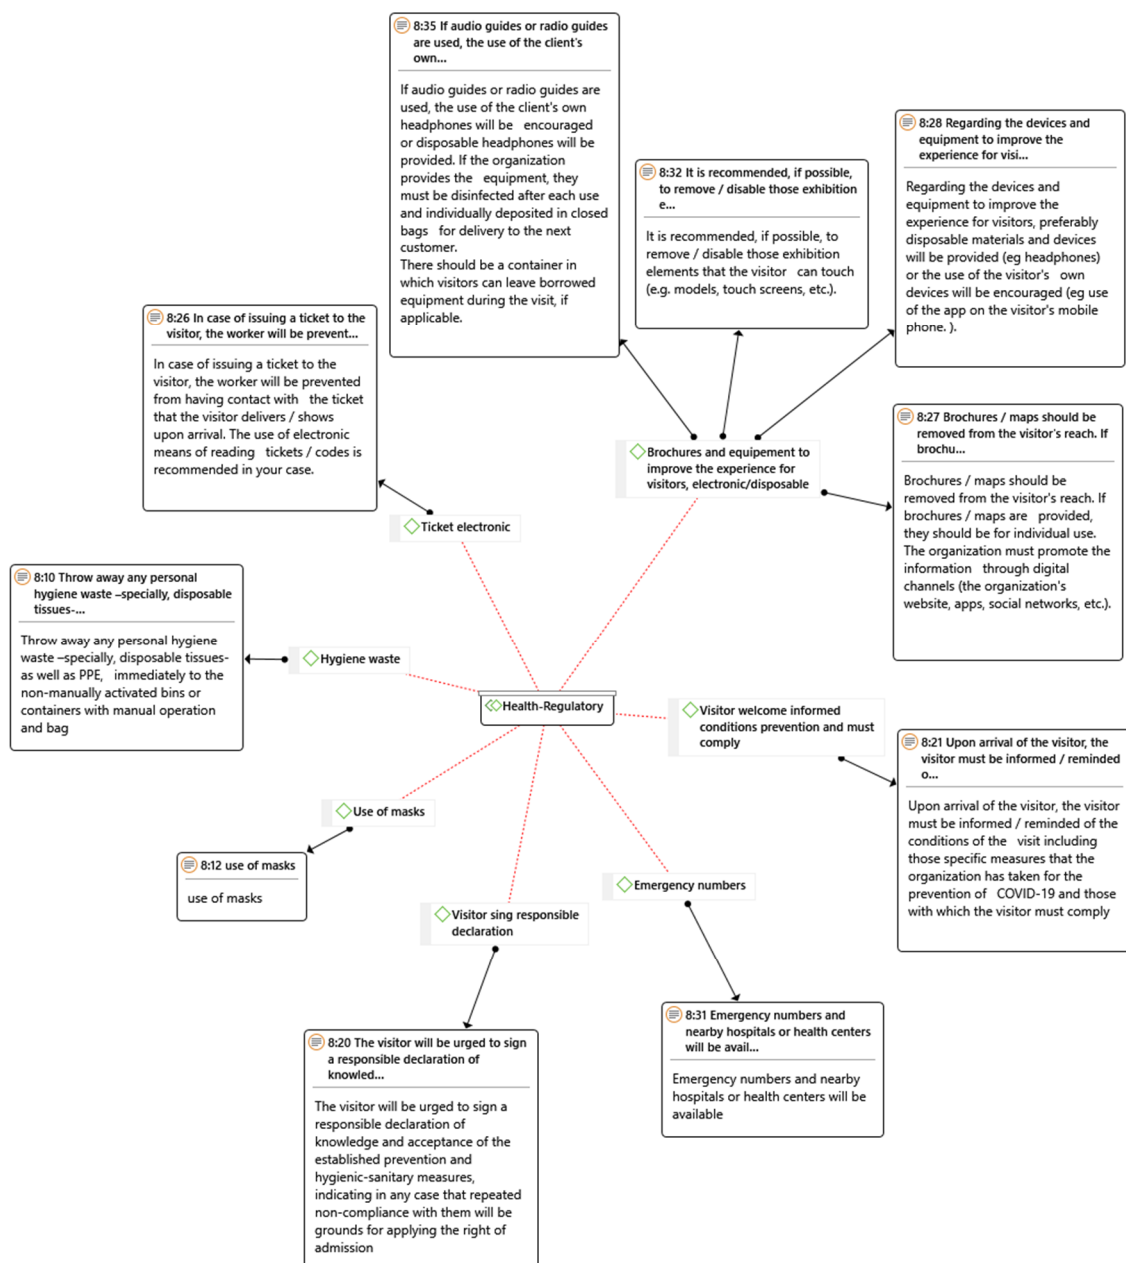 8:35 If audio guides or radio guides
are used, the use of the client's
own...
If audio guides or radio guides are
used, the use of the client's own
headphones will be encouraged
or disposable headphones will be
provided. If the organization
provides the equipment, they
must be disinfected after each use
and individually deposited in closed
bags for delivery to the next
customer.
There should be a container in
which visitors can leave borrowed
equipment during the visit, if
applicable.
8:32 It is recommended, if possible,
to remove / disable those exhibition
e...
It is recommended, if possible, to
remove / disable those exhibition
elements that the visitor can touch
(e.g. models, touch screens, etc.).
8:28 Regarding the devices and
equipment to improve the
experience for visi...
Regarding the devices and
equipment to improve the
experience for visitors, preferably
disposable materials and devices
will be provided (eg headphones)
or the use of the visitor's own
devices will be encouraged (eg use
of the app on the visitor's mobile
phone. ).
8:26 In case of issuing a ticket to the
visitor, the worker will be prevent...
In case of issuing a ticket to the
visitor, the worker will be prevented
from having contact with the ticket
that the visitor delivers / shows
upon arrival. The use of electronic
means of reading tickets / codes is
recommended in your case.
8:27 Brochures / maps should be
removed from the visitor's reach. If
brochu...
Brochures / maps should be
removed from the visitor's reach. If
brochures / maps are provided,
they should be for individual use.
The organization must promote the
information through digital
channels (the organization's
website, apps, social networks, etc.).
Brochures and equipement to
improve the experience for
visitors, electronic/disposable
Ticket electronic
8:10 Throw away any personal
hygiene waste –specially, disposable
tissues-...
Throw away any personal hygiene
waste –specially, disposable tissues-
as well as PPE, immediately to the
non-manually activated bins or
containers with manual operation
and bag
Hygiene waste
Health-Regulatory
Visitor welcome informed
conditions prevention and must
comply
8:21 Upon arrival of the visitor, the
visitor must be informed / reminded
o...
Upon arrival of the visitor, the visitor
must be informed / reminded of the
conditions of the visit including
those specific measures that the
organization has taken for the
prevention of COVID-19 and those
with which the visitor must comply
Use of masks
8:12 use of masks
use of masks
Emergency numbers
Visitor sing responsible
declaration
8:31 Emergency numbers and
nearby hospitals or health centers
will be avail...
Emergency numbers and nearby
hospitals or health centers will be
available
8:20 The visitor will be urged to sign
a responsible declaration of
knowled...
The visitor will be urged to sign a
responsible declaration of
knowledge and acceptance of the
established prevention and
hygienic-sanitary measures,
indicating in any case that repeated
non-compliance with them will be
grounds for applying the right of
admission